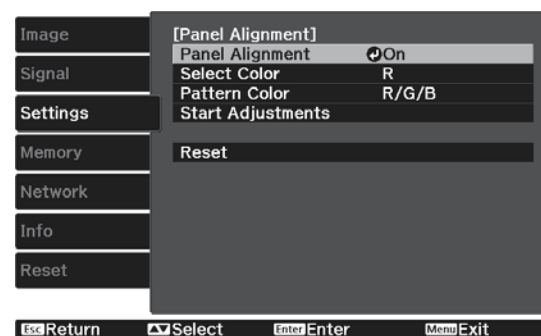 Image
Signal
Settings
Memory
Network
Info
Reset
[Panel Alignment]
Panel Alignment On
Select Color R
Pattern Color R/G/B
Start Adjustments
Reset
Esc Return Select Enter Enter Menu Exit